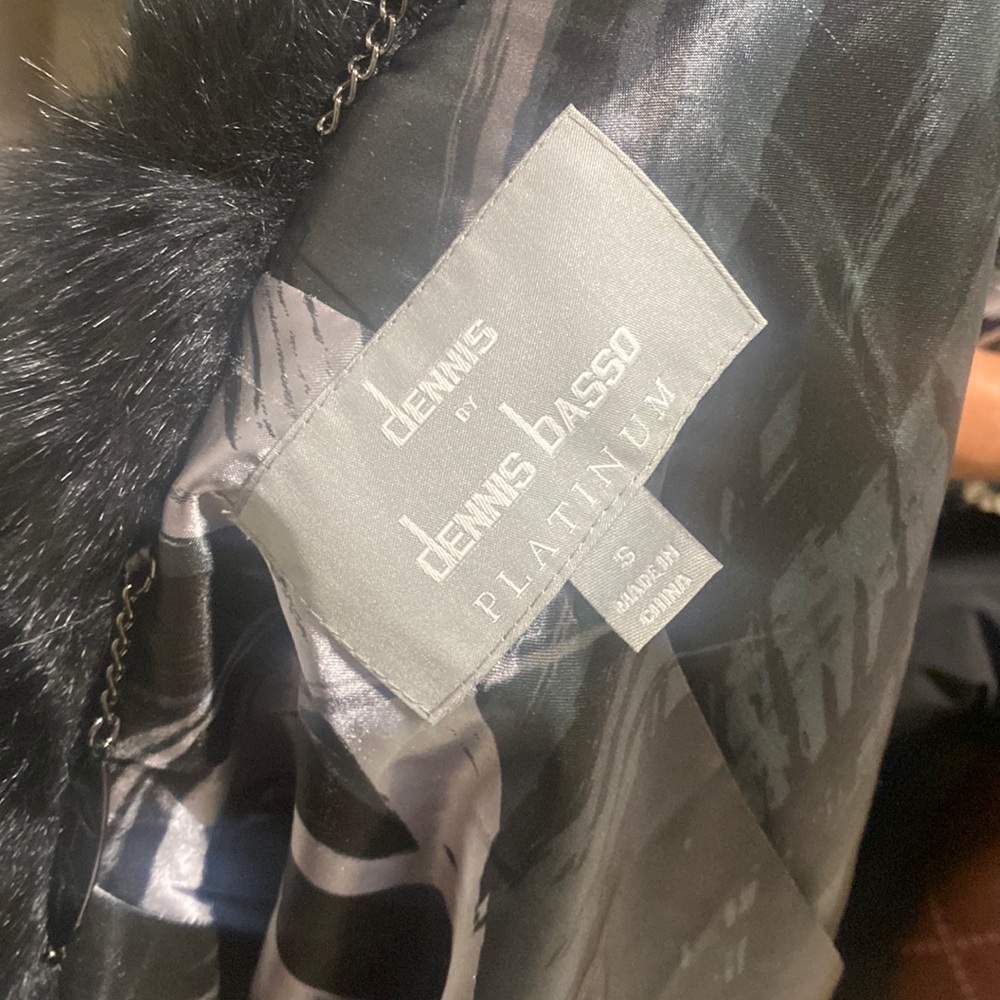 dENNIS
BY
dENNIS bASSO
PLATINUM
S
MADE IN
CHINA